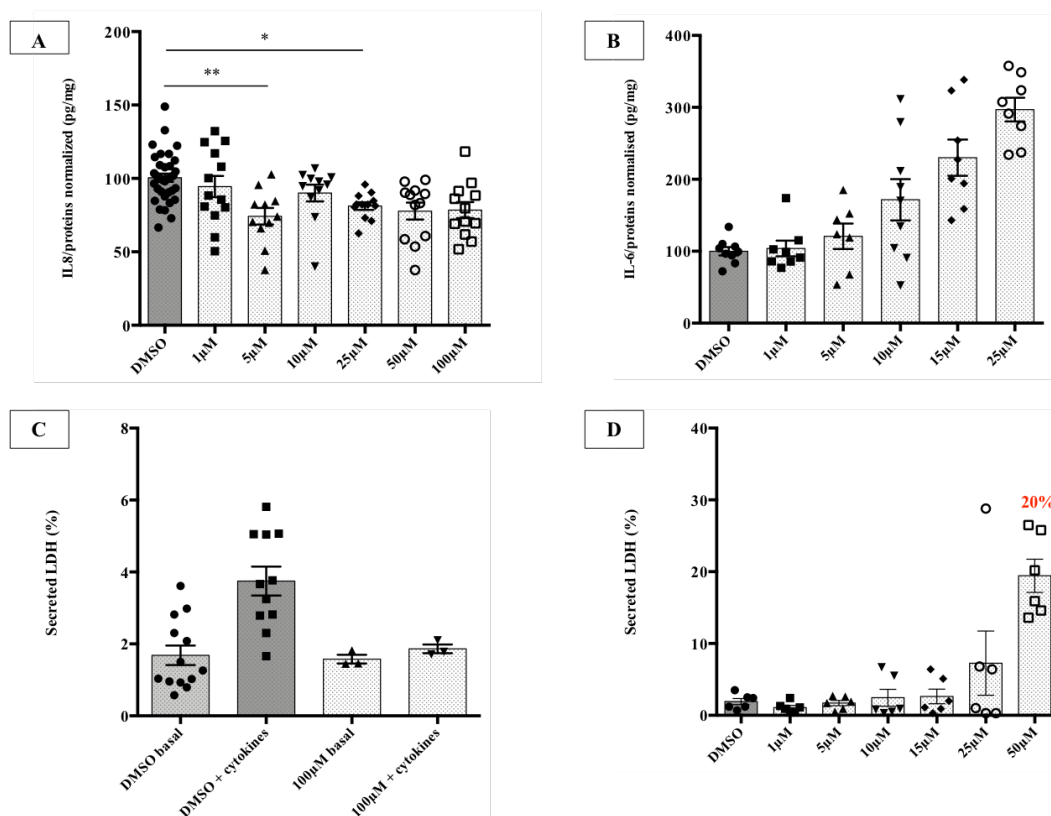 A
IL8/proteins normalized (pg/mg)
200
150
100
50
0
*
**
DMSO
1µM
5µM
10µM
25µM
50µM
100µM
B
IL-6/proteins normalised (pg/mg)
400
300
200
100
0
DMSO
1µM
5µM
10µM
15µM
25µM
C
Secreted LDH (%)
8
6
4
2
0
DMSO basal
DMSO + cytokines
100µM basal
100µM + cytokines
D
Secreted LDH (%)
40
30
20
10
0
20%
DMSO
1µM
5µM
10µM
15µM
25µM
50µM